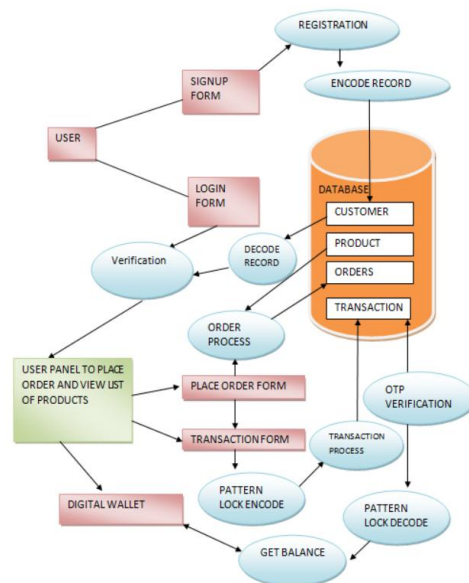 REGISTRATION
SIGNUP
FORM
ENCODE RECORD
USER
LOGIN
FORM
DATABASE
CUSTOMER
PRODUCT
ORDERS
TRANSACTION
DECODE
RECORD
Verification
ORDER
PROCESS
USER PANEL TO PLACE
ORDER AND VIEW LIST
OF PRODUCTS
PLACE ORDER FORM
TRANSACTION FORM
OTP
VERIFICATION
TRANSACTION
PROCESS
PATTERN
LOCK ENCODE
DIGITAL WALLET
PATTERN
LOCK DECODE
GET BALANCE